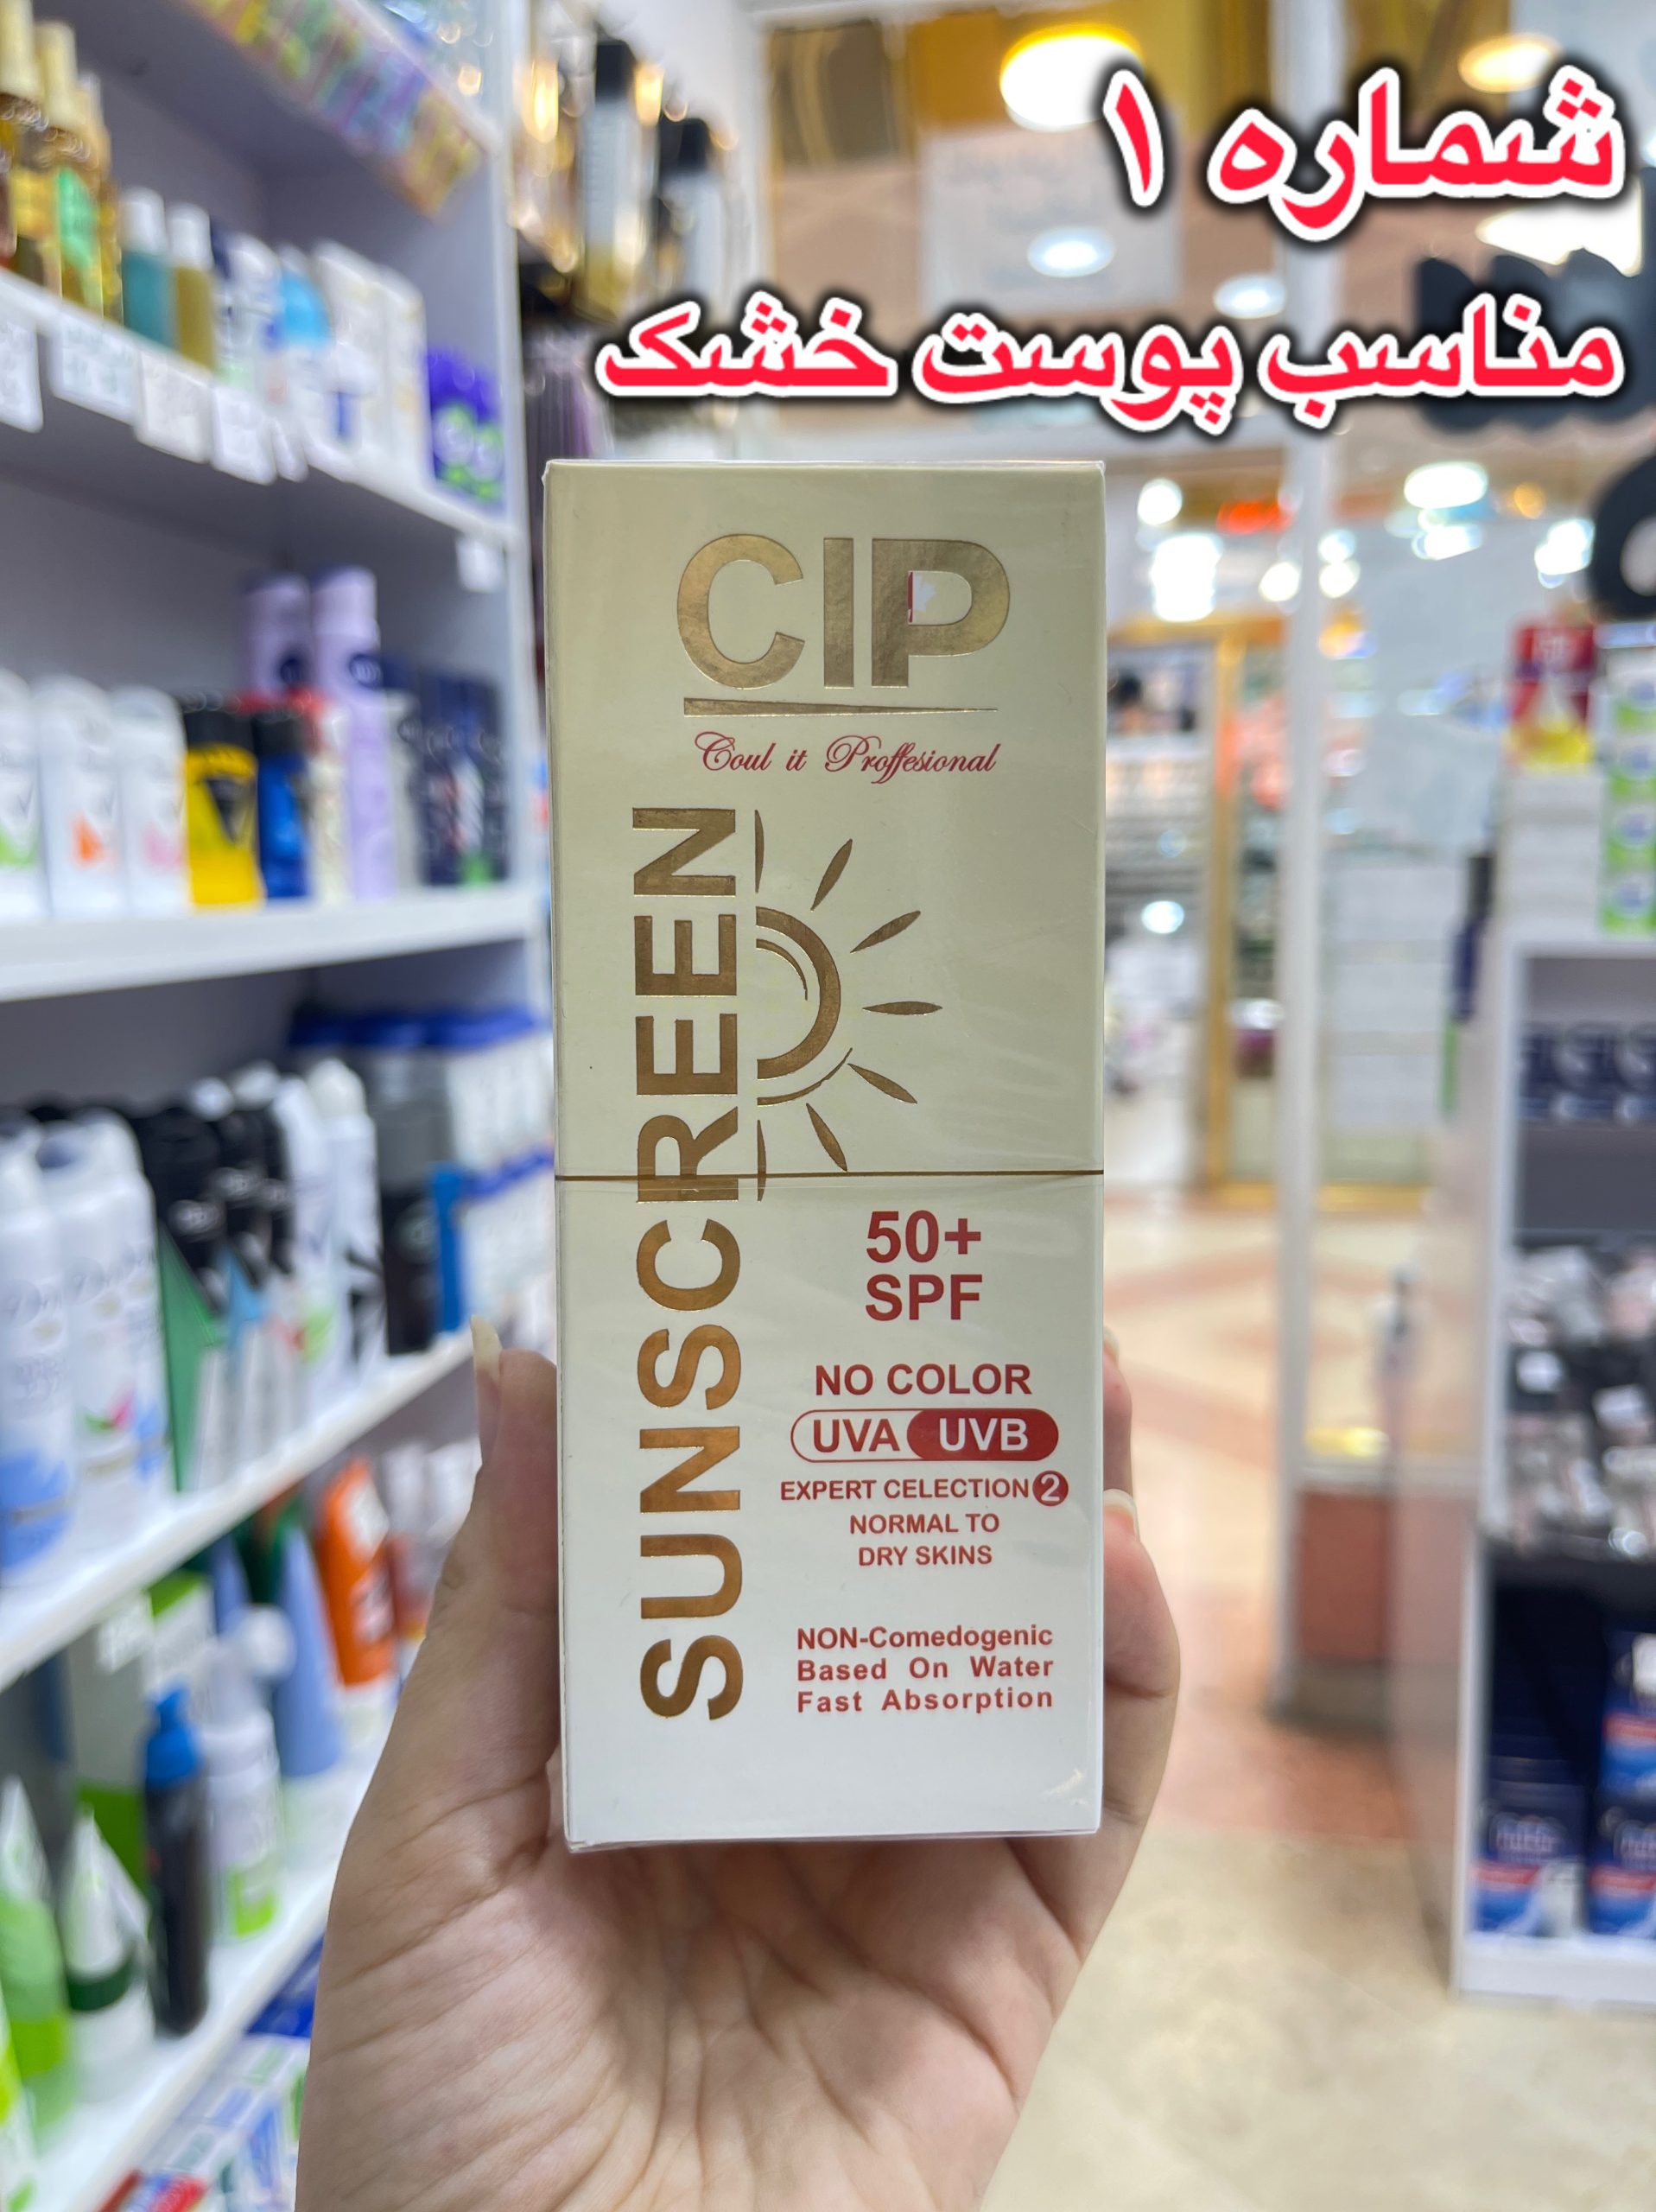 شماره ۱
مناسب پوست خشک
CIP
Coul it Proffesional
SUNSCREEN
50+
SPF
NO COLOR
UVA UVB
EXPERT CELECTION 2
NORMAL TO
DRY SKINS
NON-Comedogenic
Based On Water
Fast Absorption